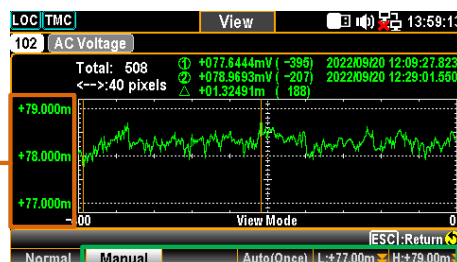 LOC TMC View 13:59:13
102 AC Voltage
Total: 508 ① +077.6444mV ( -395) 2022/09/20 12:09:27.823
<-->:40 pixels ② +078.9693mV ( -207) 2022/09/20 12:29:01.550
△ +01.32491m ( 188)
+79.000m
+78.000m
+77.000m
-400 View Mode 0
ESC :Return
Normal Manual Auto(Once) L:+77.00m H:+79.00m